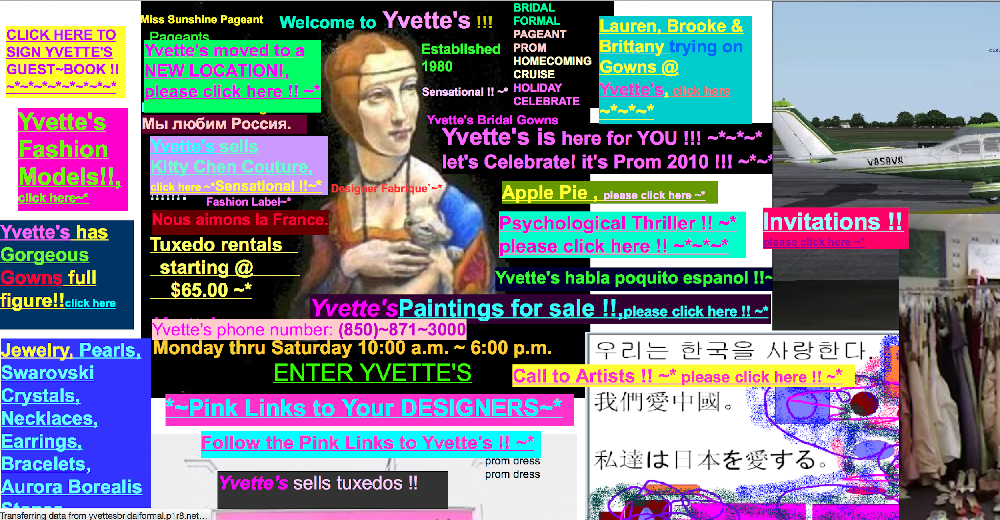 Miss Sunshine Pageant
Pageants
Welcome to Yvette's !!!
BRIDAL
FORMAL
PAGEANT
PROM
HOMECOMING
CRUISE
HOLIDAY
CELEBRATE
Established
1980
Sensational !! ~*
Lauren, Brooke &
Brittany trying on
Gowns @
Yvette's, click here
~*~*~*
CLICK HERE TO
SIGN YVETTE'S
GUEST~BOOK !!
~*~*~*~*~*~*~*~*
Yvette's moved to a
NEW LOCATION!,
please click here !! ~*
Мы любим Россия.
Yvette's Bridal Gowns
Yvette's is here for YOU !!! ~*~*~*
let's Celebrate! it's Prom 2010 !!! ~*~*
Yvette's
Fashion
Models!!,
click here~*
Yvette's sells
Kitty Chen Couture,
click here ~*Sensational !!~*
Designer Fabrique`~*
Fashion Label~*
V858V8
Apple Pie , please click here ~*
Nous aimons la France.
Psychological Thriller !! ~*
please click here !! ~*~*~*
Invitations !!
please click here ~*
Yvette's has
Gorgeous
Gowns full
figure!!click here
Tuxedo rentals
starting @
$65.00 ~*
Yvette's habla poquito espanol !!~
Yvette'sPaintings for sale !!,please click here !! ~*
Yvette's phone number: (850)~871~3000
Monday thru Saturday 10:00 a.m. ~ 6:00 p.m.
ENTER YVETTE'S
우리는 한국을 사랑한다.
Call to Artists !! ~* please click here !! ~*
我們愛中國。
私達は日本を愛する。
Jewelry, Pearls,
Swarovski
Crystals,
Necklaces,
Earrings,
Bracelets,
Aurora Borealis
Stones
*~Pink Links to Your DESIGNERS~*
Follow the Pink Links to Yvette's !! ~*
prom dress
prom dress
Yvette's sells tuxedos !!
Transferring data from yvettesbridalformal.p1r8.net...